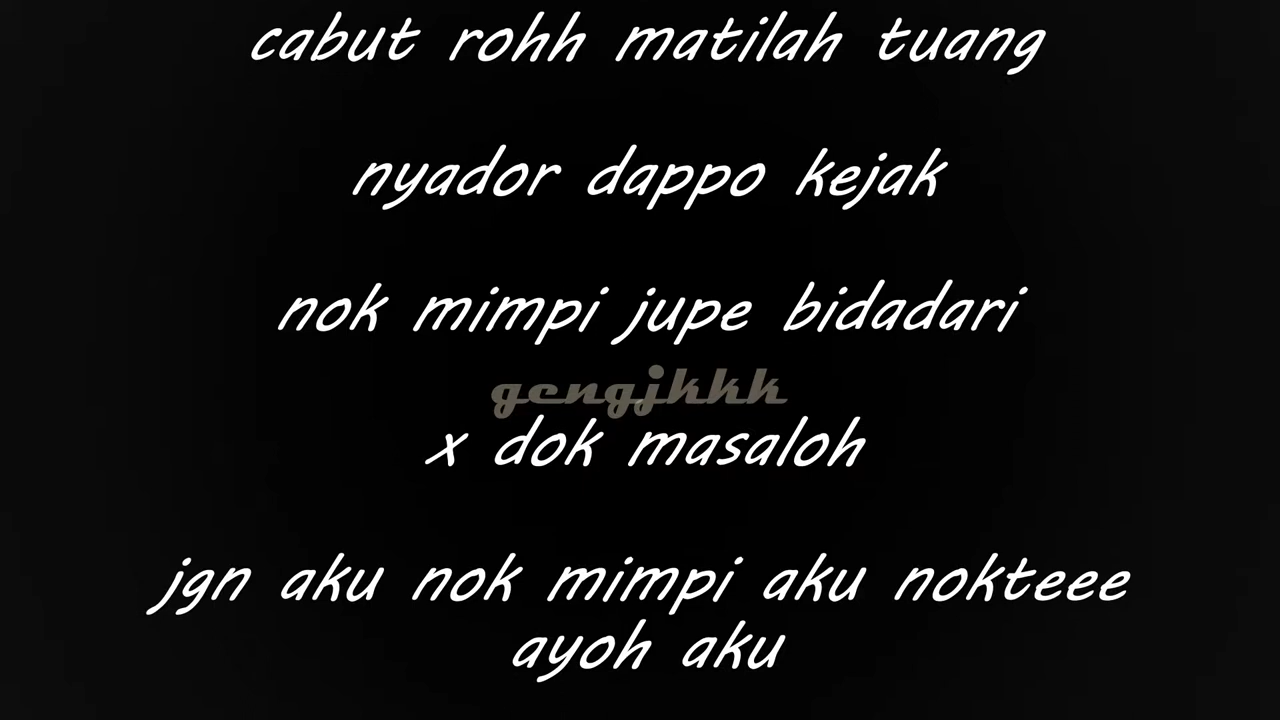 cabut rohh matilah tuang
nyador dappo kejak
nok mimpi jupe bidadari
gengjkkk
x dok masaloh
jgn aku nok mimpi aku nokteee
ayoh aku